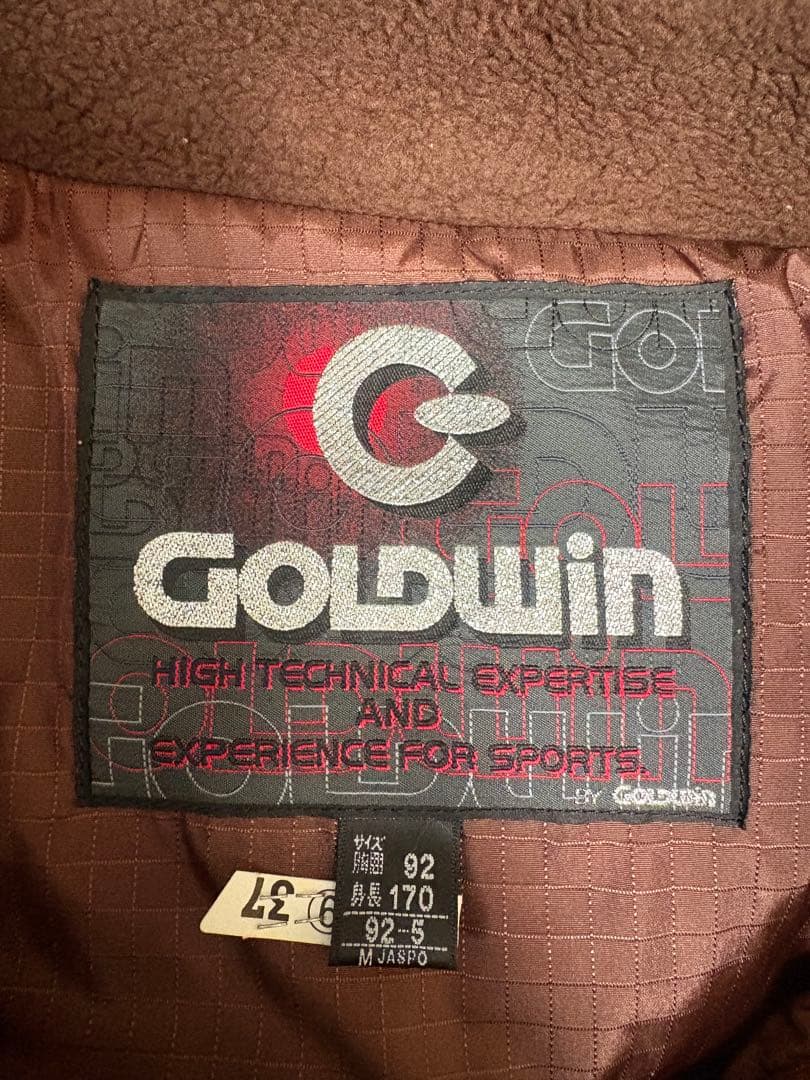 GOLDWin
HIGH TECHNICAL EXPERTISE
AND
EXPERIENCE FOR SPORTS.
BY GOLDWin
サイズ
胸囲 92
身長 170
92-5
M JASPO
37
9